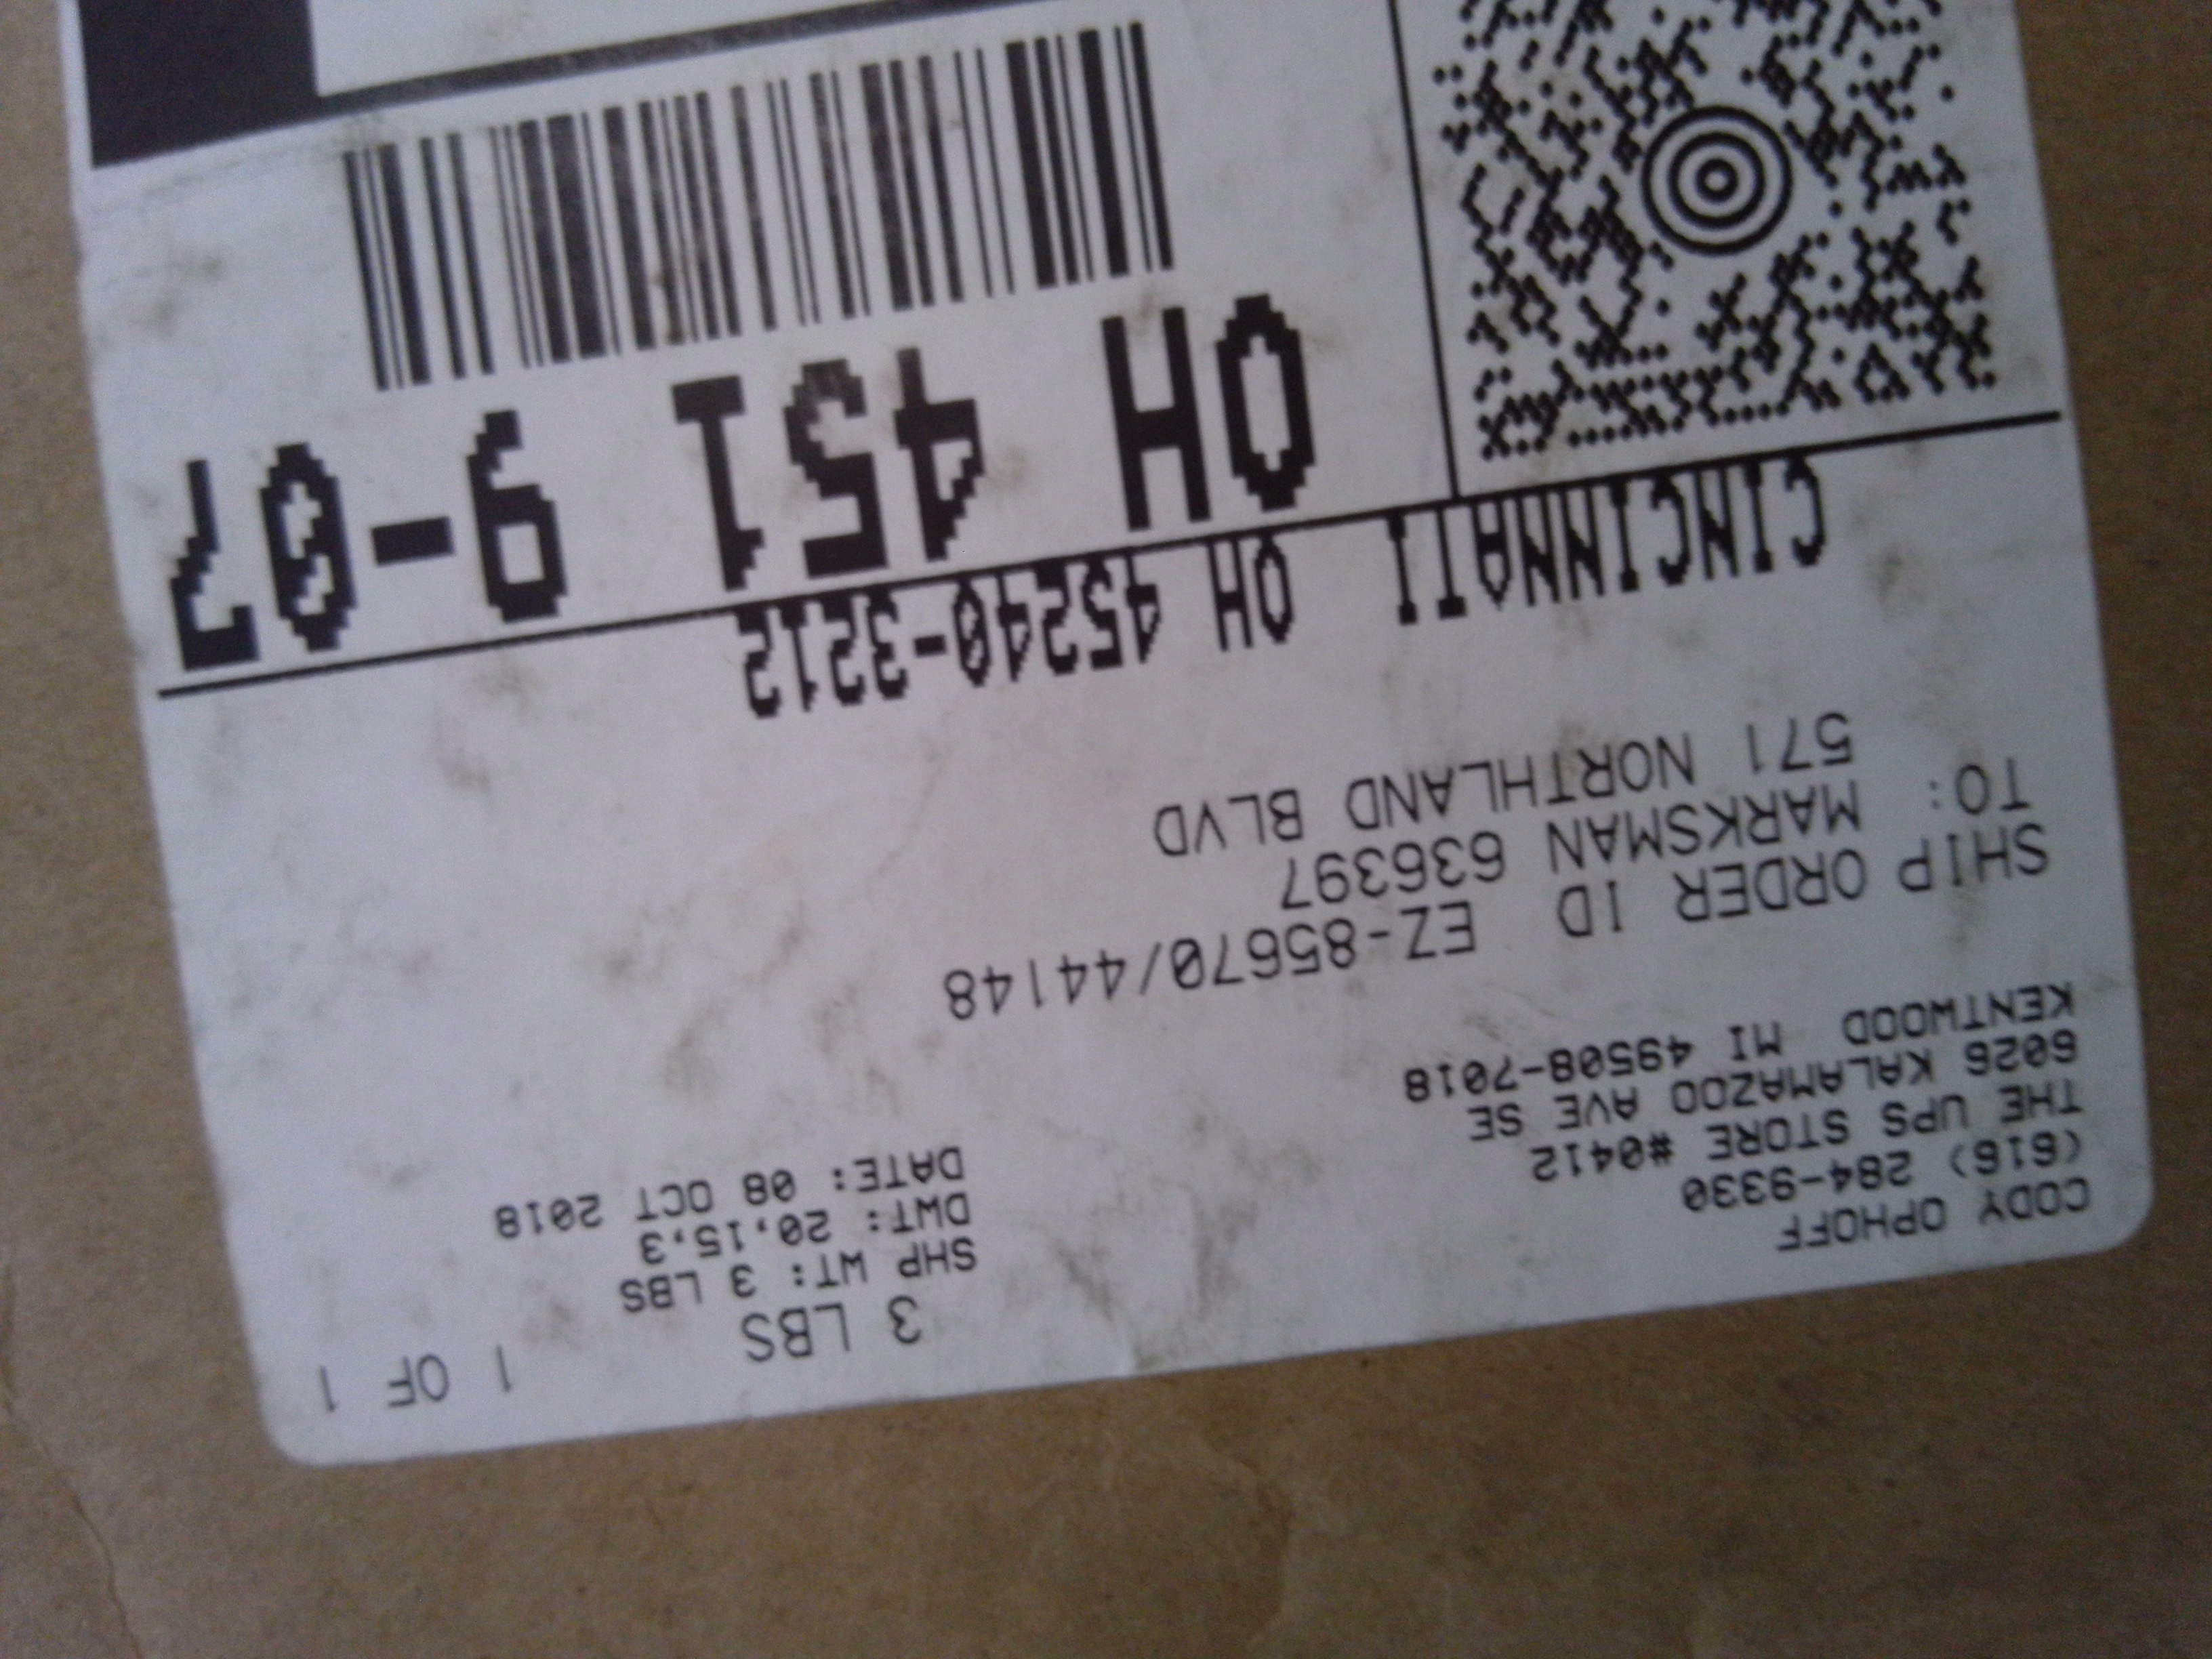 CODY OPHOFF
(616) 284-9330
THE UPS STORE #0412
6026 KALAMAZOO AVE SE
KENTWOOD MI 49508-7018
3 LBS
1 OF 1
SHP WT: 3 LBS
DWT: 20,15,3
DATE: 08 OCT 2018
SHIP ORDER ID EZ-85670/44148
TO: MARKSMAN 636397
571 NORTHLAND BLVD
CINCINNATI OH 45240-3212
OH 451 9-07